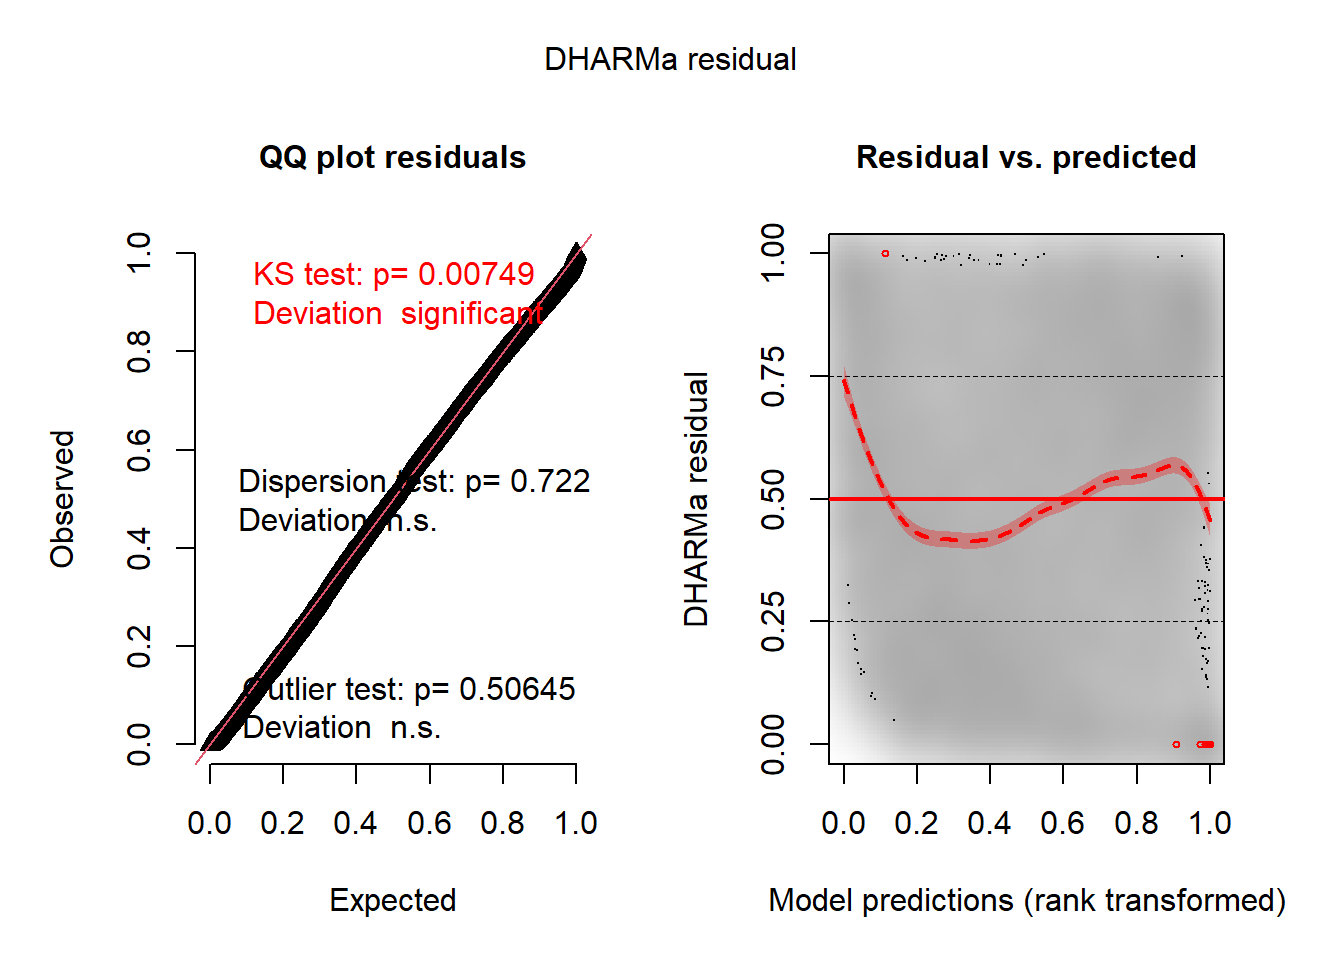 DHARMa residual
QQ plot residuals
KS test: p= 0.00749
Deviation  significant
Dispersion test: p= 0.722
Deviation  n.s.
Outlier test: p= 0.50645
Deviation  n.s.
Observed
1.0
0.8
0.6
0.4
0.2
0.0
0.0 0.2 0.4 0.6 0.8 1.0
Expected
Residual vs. predicted
DHARMa residual
1.00
0.75
0.50
0.25
0.00
0.0 0.2 0.4 0.6 0.8 1.0
Model predictions (rank transformed)